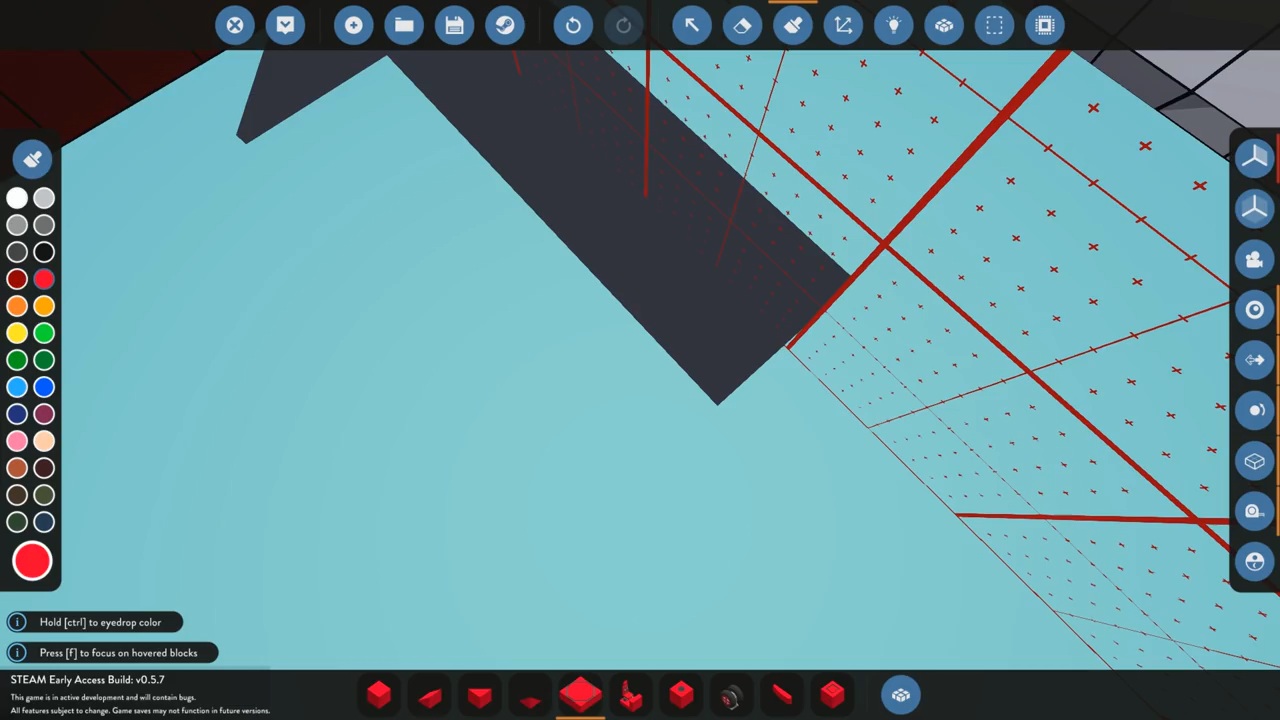 Hold [ctrl] to eyedrop color
Press [f] to focus on hovered blocks
STEAM Early Access Build: v0.5.7
This game is in active development and will contain bugs.
All features subject to change. Game saves may not function in future versions.